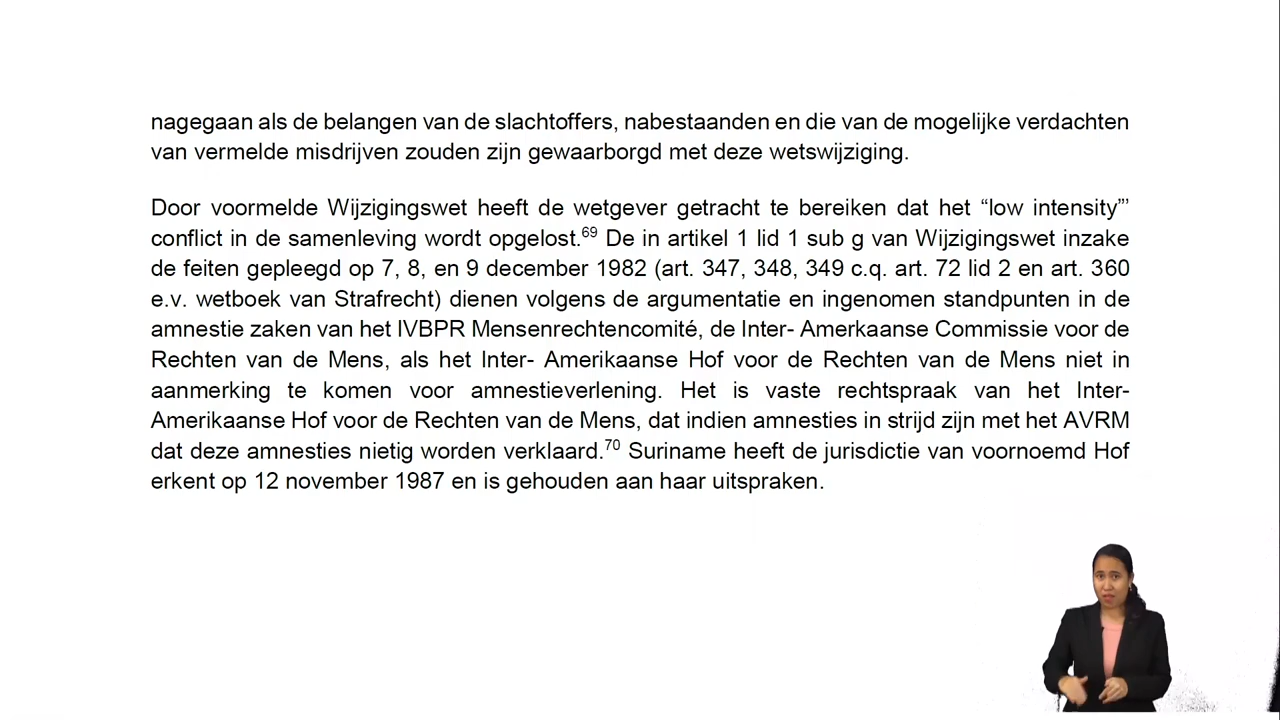 nagegaan als de belangen van de slachtoffers, nabestaanden en die van de mogelijke verdachten
van vermelde misdrijven zouden zijn gewaarborgd met deze wetswijziging.
Door voormelde Wijzigingswet heeft de wetgever getracht te bereiken dat het “low intensity”’
conflict in de samenleving wordt opgelost.69 De in artikel 1 lid 1 sub g van Wijzigingswet inzake
de feiten gepleegd op 7, 8, en 9 december 1982 (art. 347, 348, 349 c.q. art. 72 lid 2 en art. 360
e.v. wetboek van Strafrecht) dienen volgens de argumentatie en ingenomen standpunten in de
amnestie zaken van het IVBPR Mensenrechtencomité, de Inter- Amerkaanse Commissie voor de
Rechten van de Mens, als het Inter- Amerikaanse Hof voor de Rechten van de Mens niet in
aanmerking te komen voor amnestieverlening. Het is vaste rechtspraak van het Inter-
Amerikaanse Hof voor de Rechten van de Mens, dat indien amnesties in strijd zijn met het AVRM
dat deze amnesties nietig worden verklaard.70 Suriname heeft de jurisdictie van voornoemd Hof
erkent op 12 november 1987 en is gehouden aan haar uitspraken.